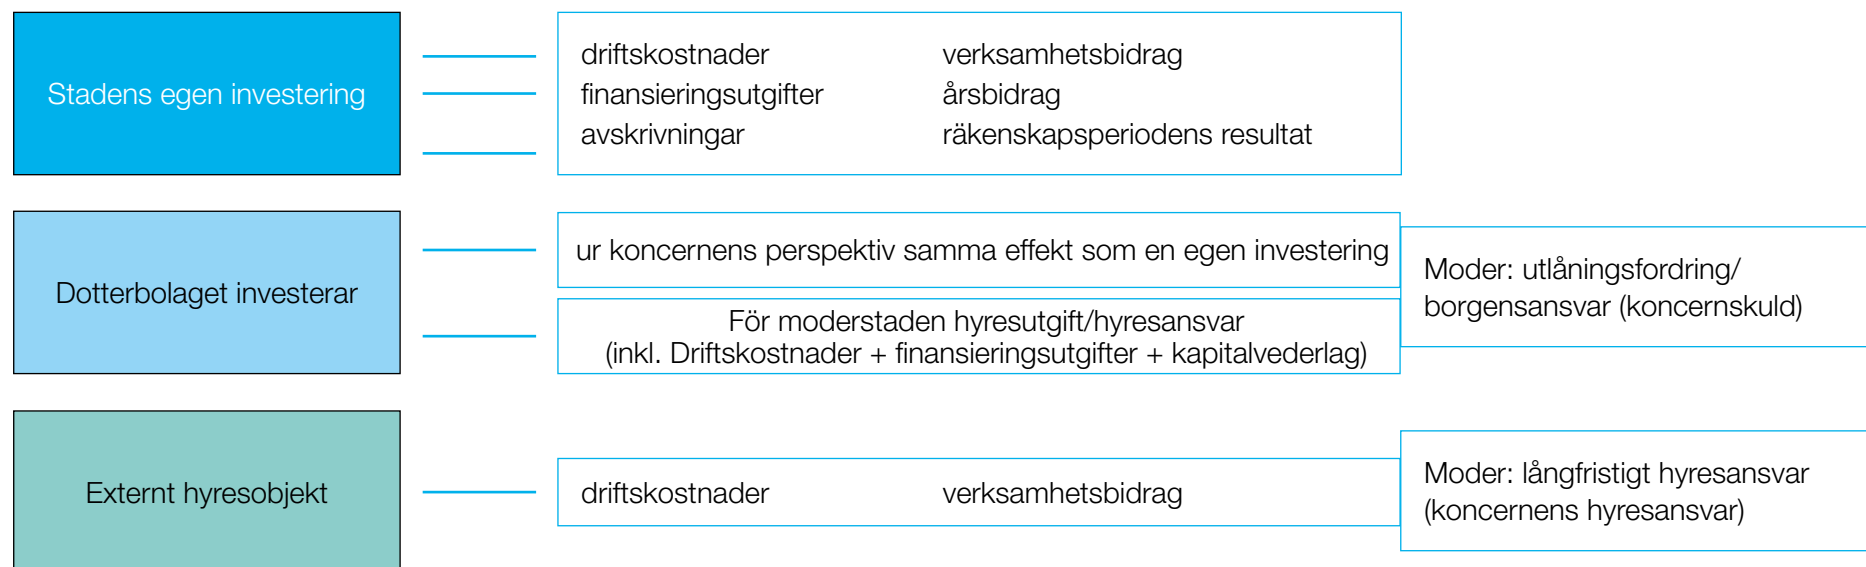 Stadens egen investering
driftskostnader verksamhetsbidrag
finansieringsutgifter årsbidrag
avskrivningar räkenskapsperiodens resultat
Dotterbolaget investerar
ur koncernens perspektiv samma effekt som en egen investering
För moderstaden hyresutgift/hyresansvar
(inkl. Driftskostnader + finansieringsutgifter + kapitalvederlag)
Moder: utlåningsfordring/
borgensansvar (koncernskuld)
Externt hyresobjekt
driftskostnader verksamhetsbidrag
Moder: långfristigt hyresansvar
(koncernens hyresansvar)